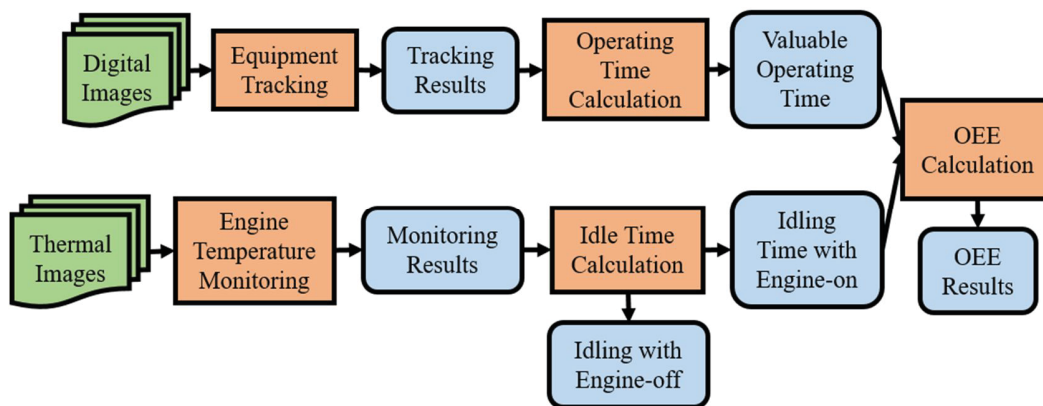 Digital
Images
Equipment
Tracking
Tracking
Results
Operating
Time
Calculation
Valuable
Operating
Time
OEE
Calculation
OEE
Results
Thermal
Images
Engine
Temperature
Monitoring
Monitoring
Results
Idle Time
Calculation
Idling
Time with
Engine-on
Idling with
Engine-off